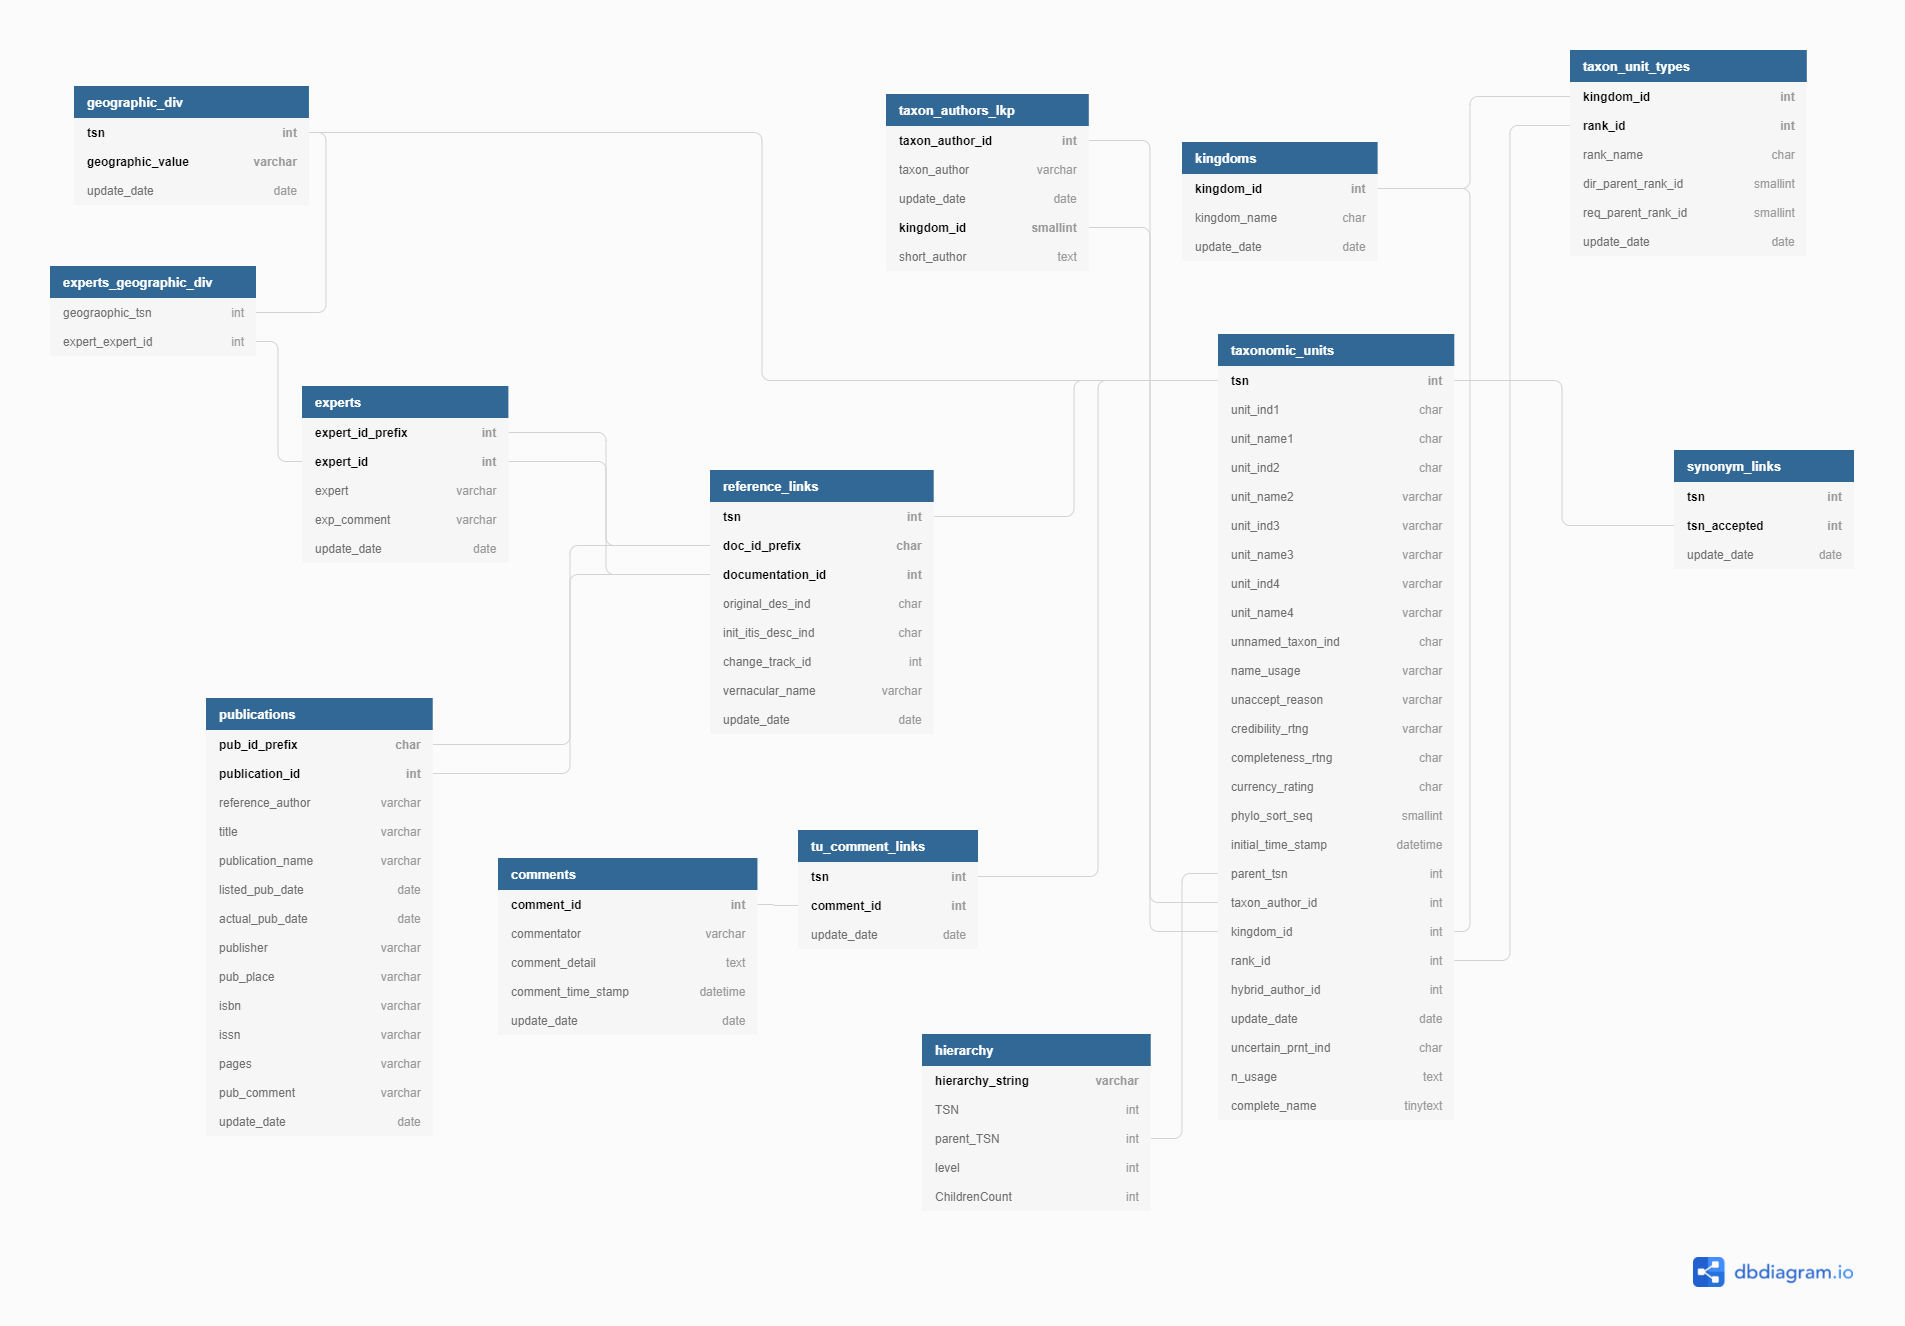 geographic_div
tsn int
geographic_value varchar
update_date date
experts_geographic_div
geograophic_tsn int
expert_expert_id int
experts
expert_id_prefix int
expert_id int
expert varchar
exp_comment varchar
update_date date
publications
pub_id_prefix char
publication_id int
reference_author varchar
title varchar
publication_name varchar
listed_pub_date date
actual_pub_date date
publisher varchar
pub_place varchar
isbn varchar
issn varchar
pages varchar
pub_comment varchar
update_date date
reference_links
tsn int
doc_id_prefix char
documentation_id int
original_des_ind char
init_itis_desc_ind char
change_track_id int
vernacular_name varchar
update_date date
comments
comment_id int
commentator varchar
comment_detail text
comment_time_stamp datetime
update_date date
tu_comment_links
tsn int
comment_id int
update_date date
taxon_authors_lkp
taxon_author_id int
taxon_author varchar
update_date date
kingdom_id smallint
short_author text
kingdoms
kingdom_id int
kingdom_name char
update_date date
taxon_unit_types
kingdom_id int
rank_id int
rank_name char
dir_parent_rank_id smallint
req_parent_rank_id smallint
update_date date
taxonomic_units
tsn int
unit_ind1 char
unit_name1 char
unit_ind2 char
unit_name2 varchar
unit_ind3 varchar
unit_name3 varchar
unit_ind4 varchar
unit_name4 varchar
unnamed_taxon_ind char
name_usage varchar
unaccept_reason varchar
credibility_rtng varchar
completeness_rtng char
currency_rating char
phylo_sort_seq smallint
initial_time_stamp datetime
parent_tsn int
taxon_author_id int
kingdom_id int
rank_id int
hybrid_author_id int
update_date date
uncertain_prnt_ind char
n_usage text
complete_name tinytext
synonym_links
tsn int
tsn_accepted int
update_date date
hierarchy
hierarchy_string varchar
TSN int
parent_TSN int
level int
ChildrenCount int
dbdiagram.io